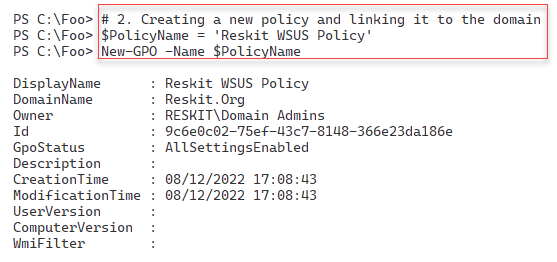 PS C:\Foo> # 2. Creating a new policy and linking it to the domain
PS C:\Foo> $PolicyName = 'Reskit WSUS Policy'
PS C:\Foo> New-GPO -Name $PolicyName
DisplayName      : Reskit WSUS Policy
DomainName       : Reskit.Org
Owner            : RESKIT\Domain Admins
Id               : 9c6e0c02-75ef-43c7-8148-366e23da186e
GpoStatus        : AllSettingsEnabled
Description      :
CreationTime     : 08/12/2022 17:08:43
ModificationTime : 08/12/2022 17:08:43
UserVersion      :
ComputerVersion  :
WmiFilter        :